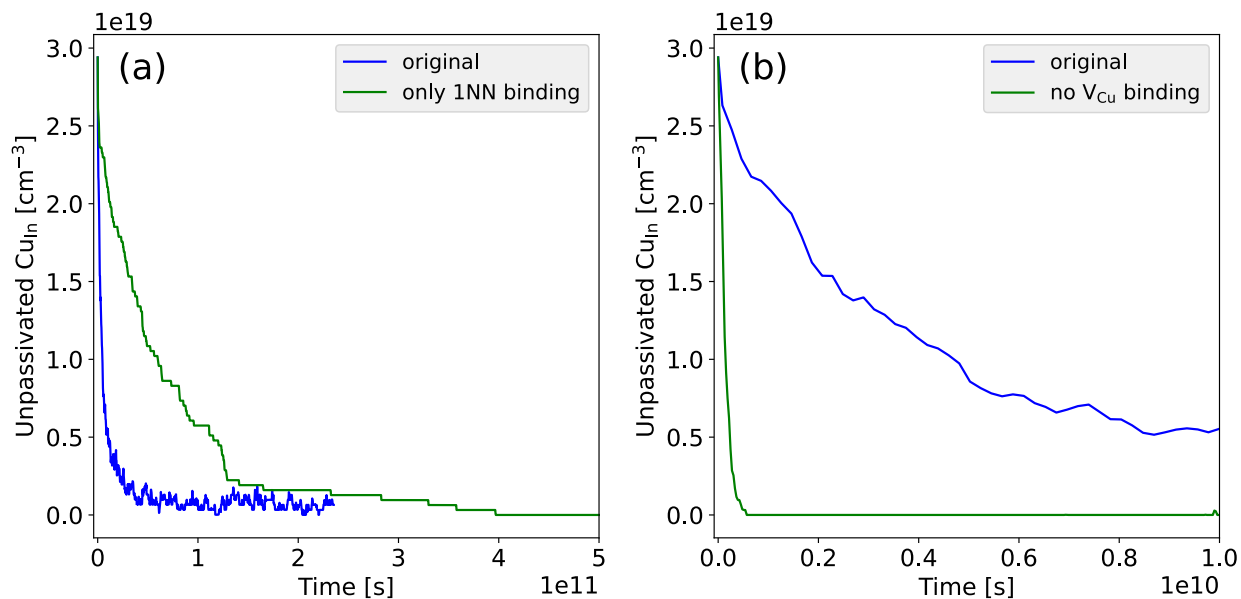 1e19
(a)
original
only 1NN binding
3.0
2.5
2.0
1.5
1.0
0.5
0.0
Unpassivated Cu_In [cm⁻³]
0 1 2 3 4 5
Time [s]
1e11
1e19
(b)
original
no V_Cu binding
3.0
2.5
2.0
1.5
1.0
0.5
0.0
Unpassivated Cu_In [cm⁻³]
0.0 0.2 0.4 0.6 0.8 1.0
Time [s]
1e10